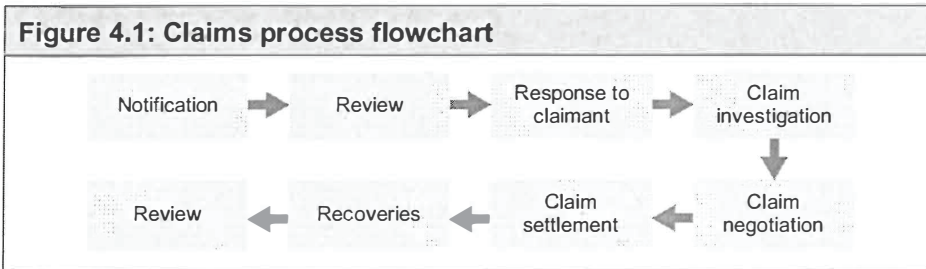 Figure 4.1: Claims process flowchart
Notification
Review
Response to
claimant
Claim
investigation
Claim
negotiation
Claim
settlement
Recoveries
Review